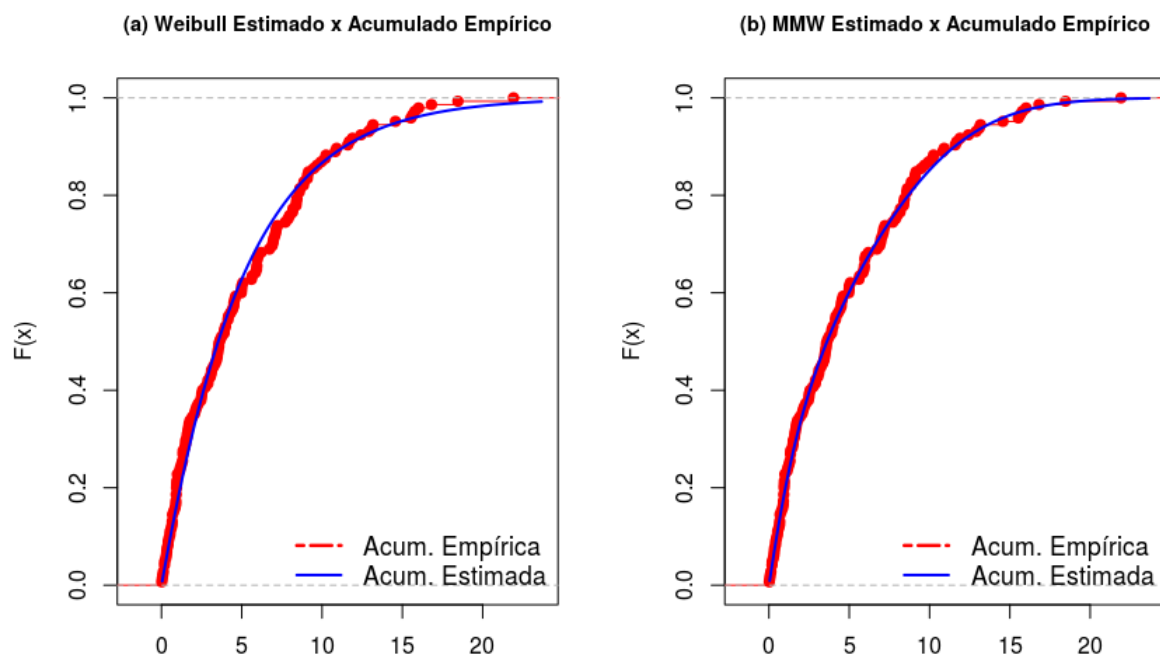 (a) Weibull Estimado x Acumulado Empírico
F(x)
1.0
0.8
0.6
0.4
0.2
0.0
Acum. Empírica
Acum. Estimada
0 5 10 15 20
(b) MMW Estimado x Acumulado Empírico
F(x)
1.0
0.8
0.6
0.4
0.2
0.0
Acum. Empírica
Acum. Estimada
0 5 10 15 20